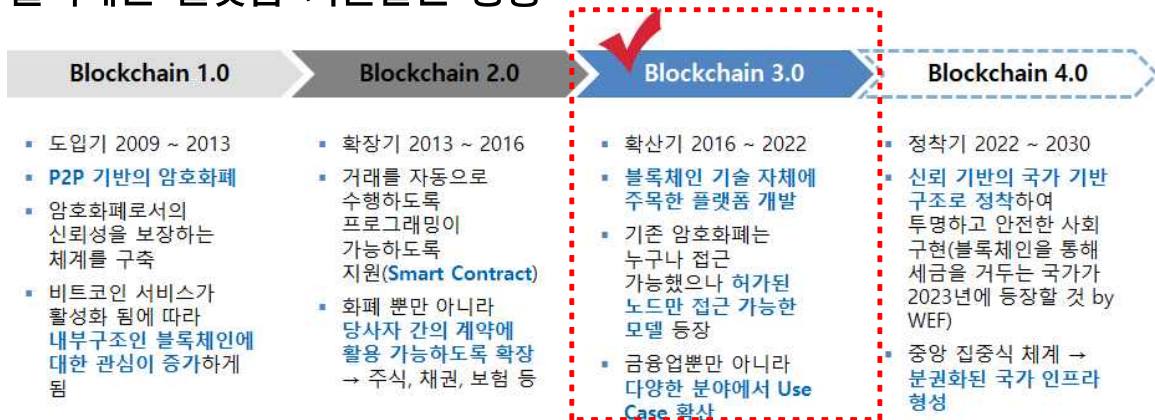 Blockchain 1.0
Blockchain 2.0
Blockchain 3.0
Blockchain 4.0
▪ 도입기 2009 ~ 2013
▪ P2P 기반의 암호화폐
▪ 암호화폐로서의
신뢰성을 보장하는
체계를 구축
▪ 비트코인 서비스가
활성화 됨에 따라
내부구조인 블록체인에
대한 관심이 증가하게
됨
▪ 확장기 2013 ~ 2016
▪ 거래를 자동으로
수행하도록
프로그래밍이
가능하도록
지원(Smart Contract)
▪ 화폐 뿐만 아니라
당사자 간의 계약에
활용 가능하도록 확장
→ 주식, 채권, 보험 등
▪ 확산기 2016 ~ 2022
▪ 블록체인 기술 자체에
주목한 플랫폼 개발
▪ 기존 암호화폐는
누구나 접근
가능했으나 허가된
노드만 접근 가능한
모델 등장
▪ 금융업뿐만 아니라
다양한 분야에서 Use
Case 확산
▪ 정착기 2022 ~ 2030
▪ 신뢰 기반의 국가 기반
구조로 정착하여
투명하고 안전한 사회
구현(블록체인을 통해
세금을 거두는 국가가
2023년에 등장할 것 by
WEF)
▪ 중앙 집중식 체계 →
분권화된 국가 인프라
형성